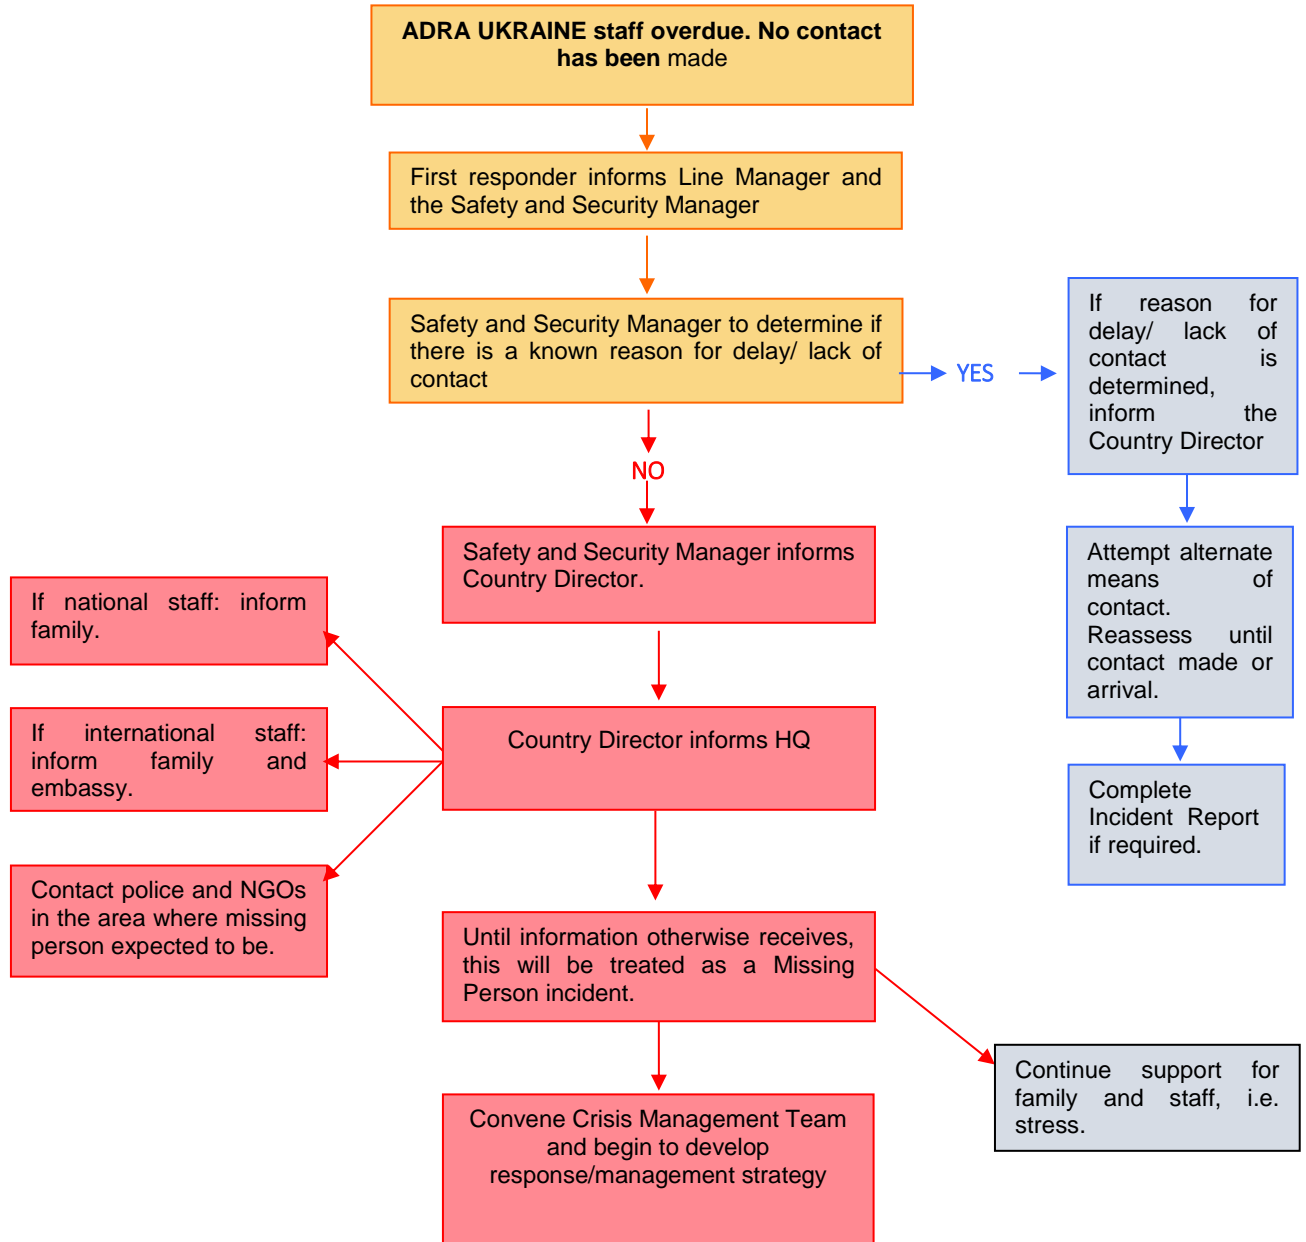 ADRA UKRAINE staff overdue. No contact
has been made
First responder informs Line Manager and
the Safety and Security Manager
Safety and Security Manager to determine if
there is a known reason for delay/ lack of
contact
YES
If reason for
delay/ lack of
contact is
determined,
inform the
Country Director
NO
Attempt alternate
means of
contact.
Reassess until
contact made or
arrival.
Complete
Incident Report
if required.
Safety and Security Manager informs
Country Director.
If national staff: inform
family.
If international staff:
inform family and
embassy.
Country Director informs HQ
Contact police and NGOs
in the area where missing
person expected to be.
Until information otherwise receives,
this will be treated as a Missing
Person incident.
Continue support for
family and staff, i.e.
stress.
Convene Crisis Management Team
and begin to develop
response/management strategy